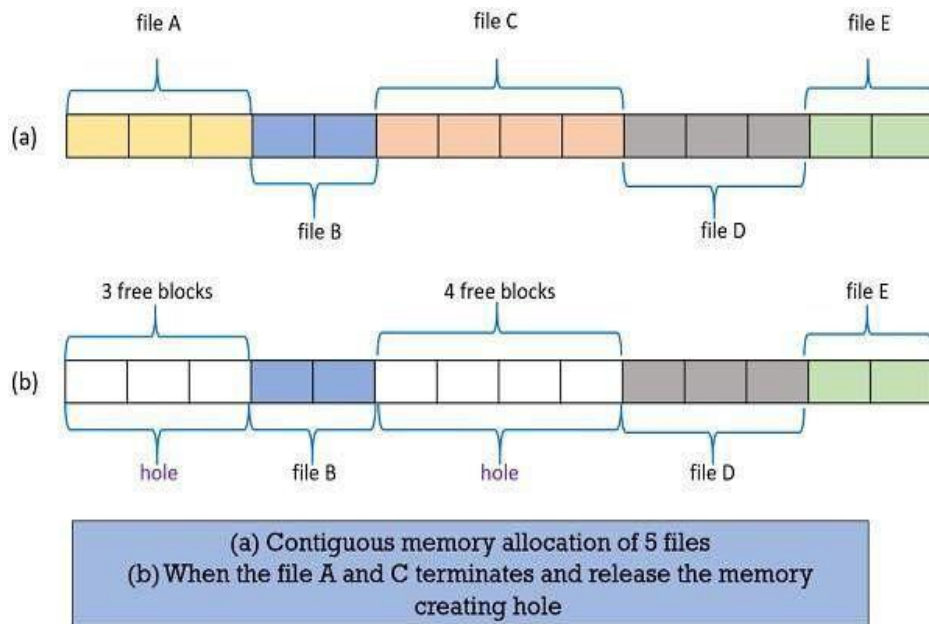 file A
file C
file E
(a)
file B
file D
3 free blocks
4 free blocks
file E
(b)
hole
file B
hole
file D
(a) Contiguous memory allocation of 5 files
(b) When the file A and C terminates and release the memory
creating hole